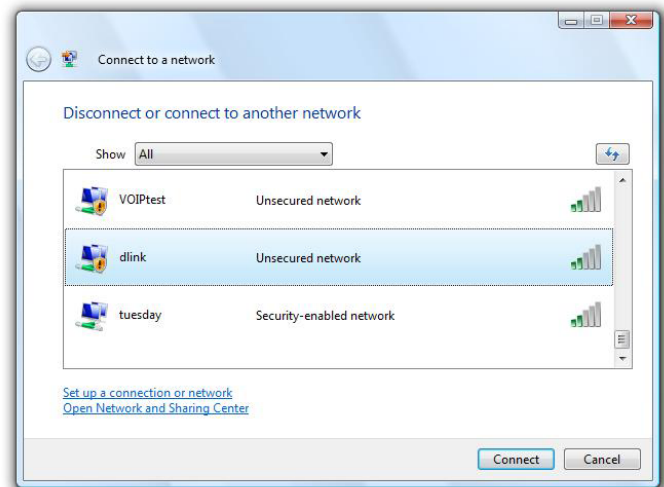 Connect to a network
Disconnect or connect to another network
Show All
VOIPtest Unsecured network
dlink Unsecured network
tuesday Security-enabled network
Set up a connection or network
Open Network and Sharing Center
Connect Cancel